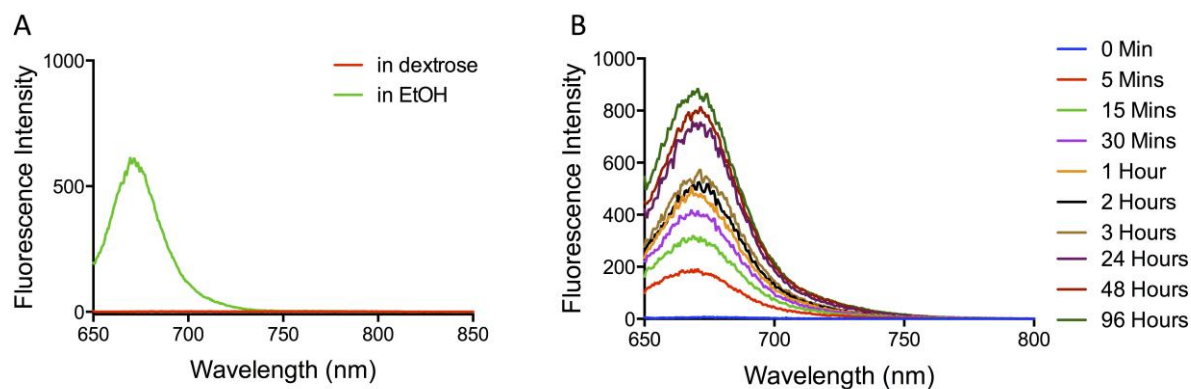 A
1000
500
0
650
700
750
800
850
Fluorescence Intensity
Wavelength (nm)
in dextrose
in EtOH
B
1000
800
600
400
200
0
650
700
750
800
Fluorescence Intensity
Wavelength (nm)
0 Min
5 Mins
15 Mins
30 Mins
1 Hour
2 Hours
3 Hours
24 Hours
48 Hours
96 Hours